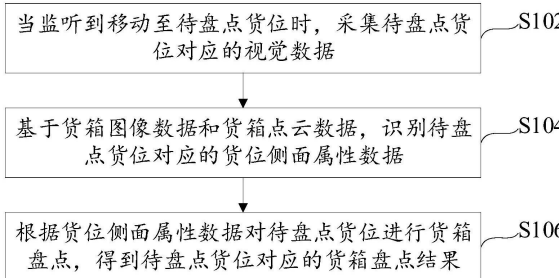 当监听到移动至待盘点货位时，采集待盘点货
位对应的视觉数据
S102
基于货箱图像数据和货箱点云数据，识别待盘
点货位对应的货位侧面属性数据
S104
根据货位侧面属性数据对待盘点货位进行货箱
盘点，得到待盘点货位对应的货箱盘点结果
S106